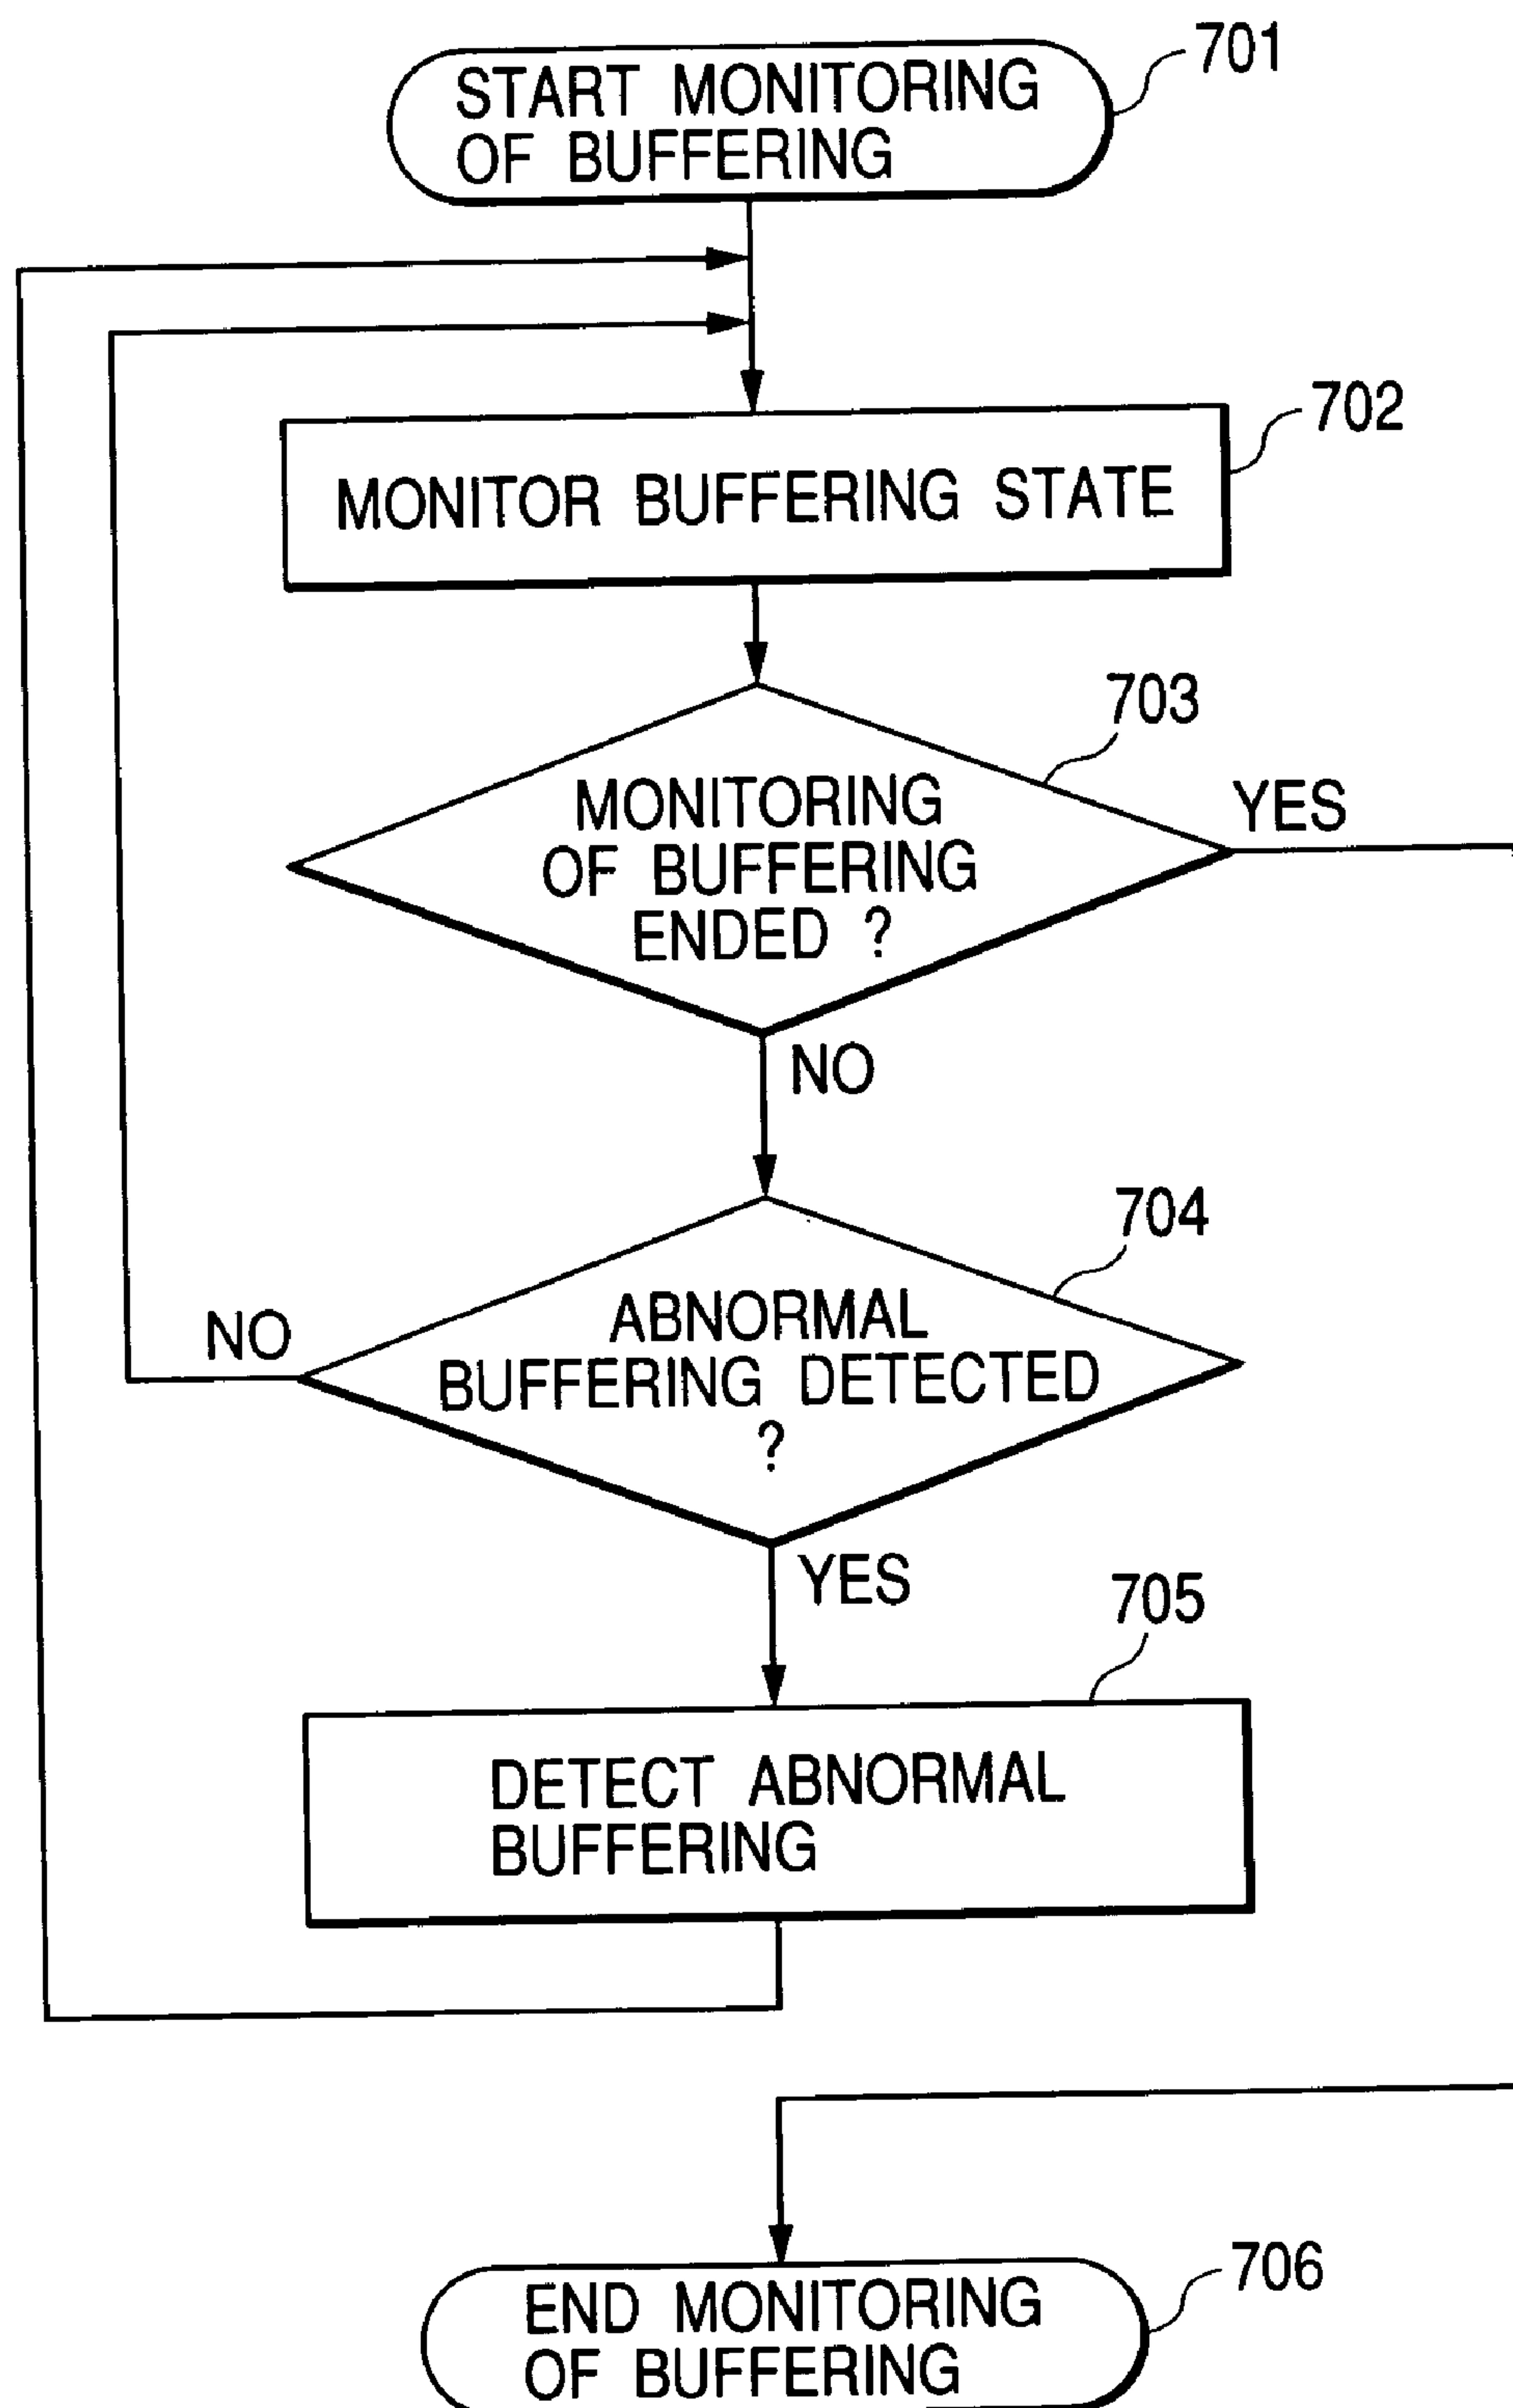 701
START MONITORING
OF BUFFERING
702
MONITOR BUFFERING STATE
703
MONITORING
OF BUFFERING
ENDED ?
YES
NO
704
ABNORMAL
BUFFERING DETECTED
?
NO
YES
705
DETECT ABNORMAL
BUFFERING
706
END MONITORING
OF BUFFERING